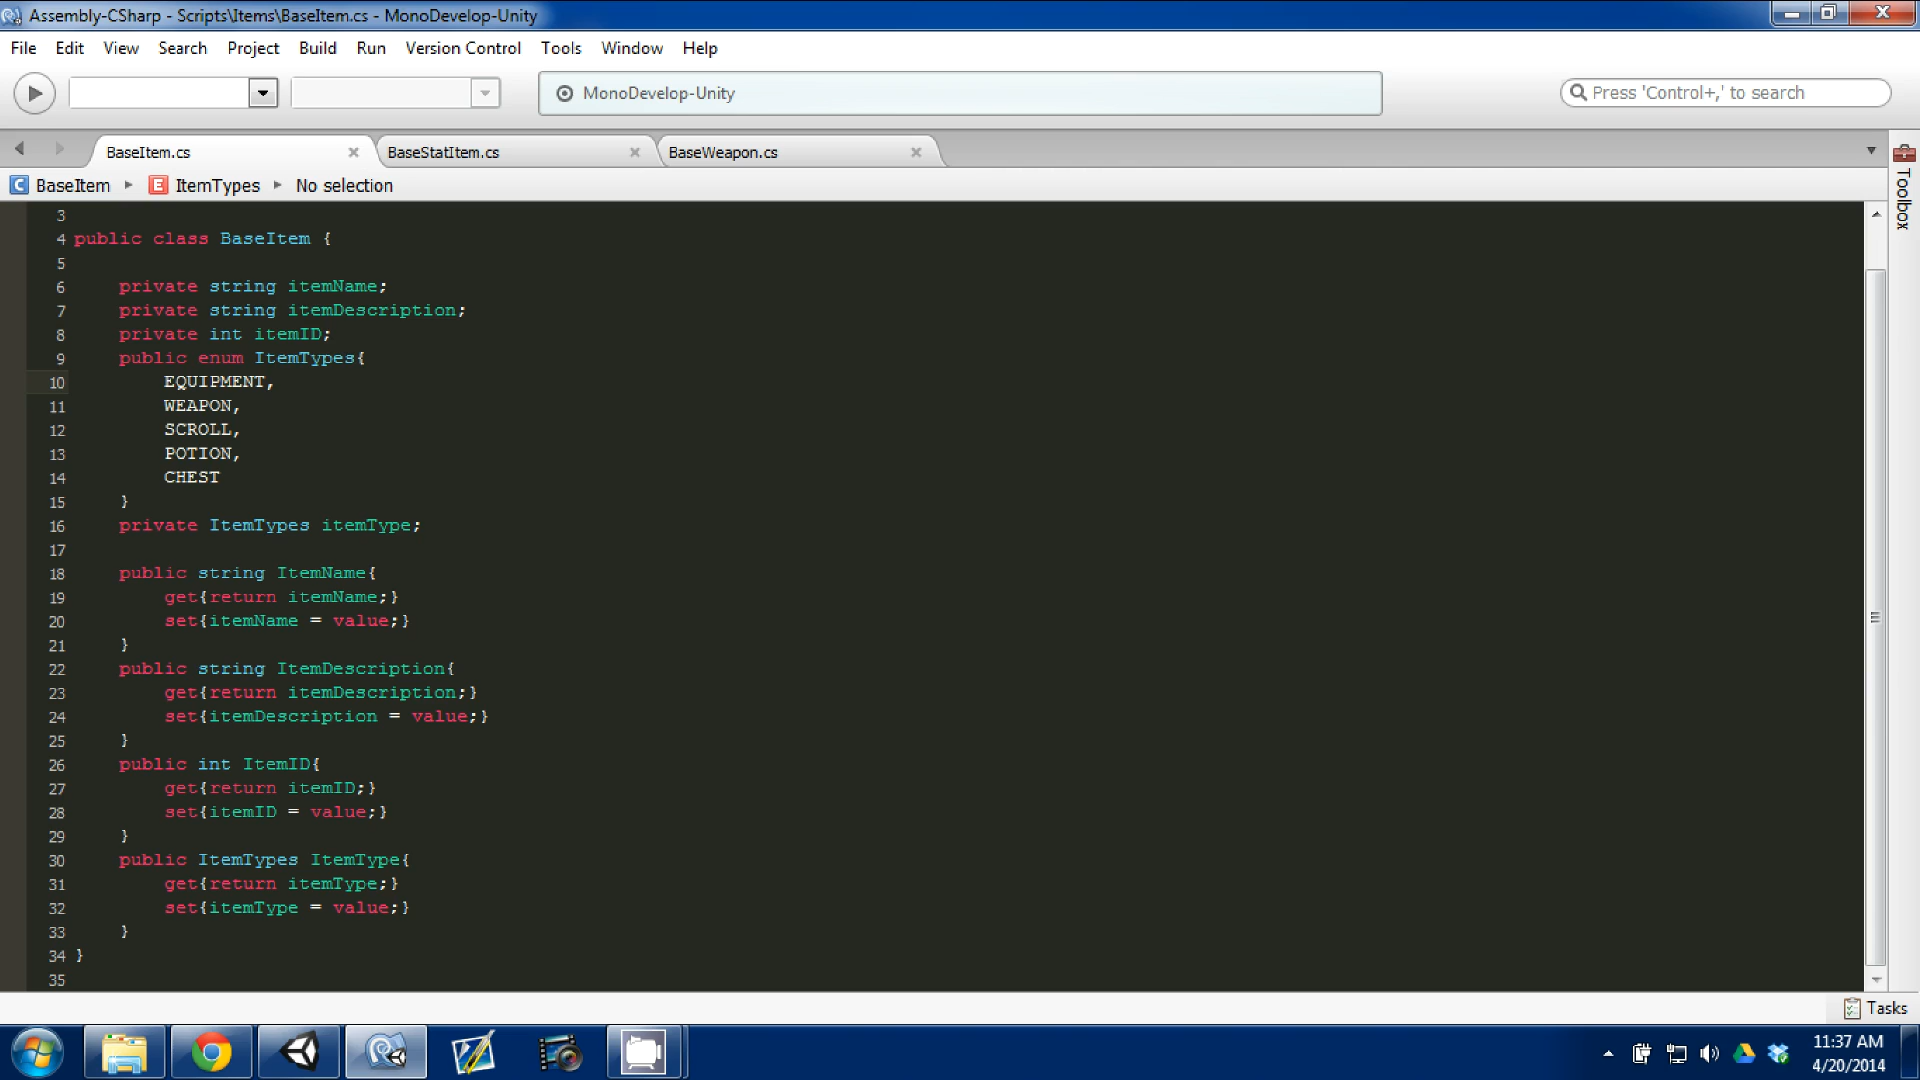 Assembly-CSharp - Scripts\Items\BaseItem.cs - MonoDevelop-Unity
File Edit View Search Project Build Run Version Control Tools Window Help
MonoDevelop-Unity
Press 'Control+,' to search
BaseItem.cs BaseStatItem.cs BaseWeapon.cs
BaseItem ItemTypes No selection
Toolbox
3
4 public class BaseItem {
5
6 private string itemName;
7 private string itemDescription;
8 private int itemID;
9 public enum ItemTypes{
10 EQUIPMENT,
11 WEAPON,
12 SCROLL,
13 POTION,
14 CHEST
15 }
16 private ItemTypes itemType;
17
18 public string ItemName{
19 get{return itemName;}
20 set{itemName = value;}
21 }
22 public string ItemDescription{
23 get{return itemDescription;}
24 set{itemDescription = value;}
25 }
26 public int ItemID{
27 get{return itemID;}
28 set{itemID = value;}
29 }
30 public ItemTypes ItemType{
31 get{return itemType;}
32 set{itemType = value;}
33 }
34 }
35
Tasks
11:37 AM
4/20/2014